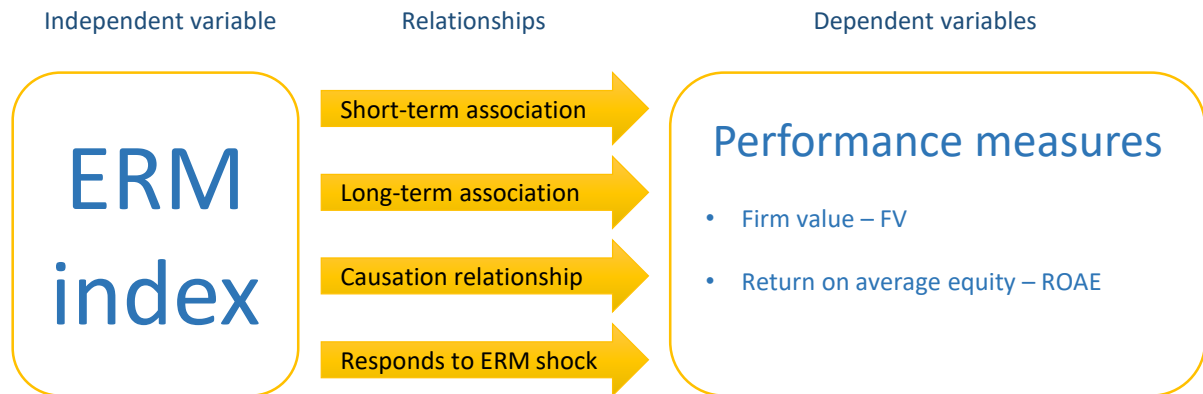 Independent variable
Relationships
Dependent variables
ERM
index
Short-term association
Long-term association
Causation relationship
Responds to ERM shock
Performance measures
• Firm value – FV
• Return on average equity – ROAE